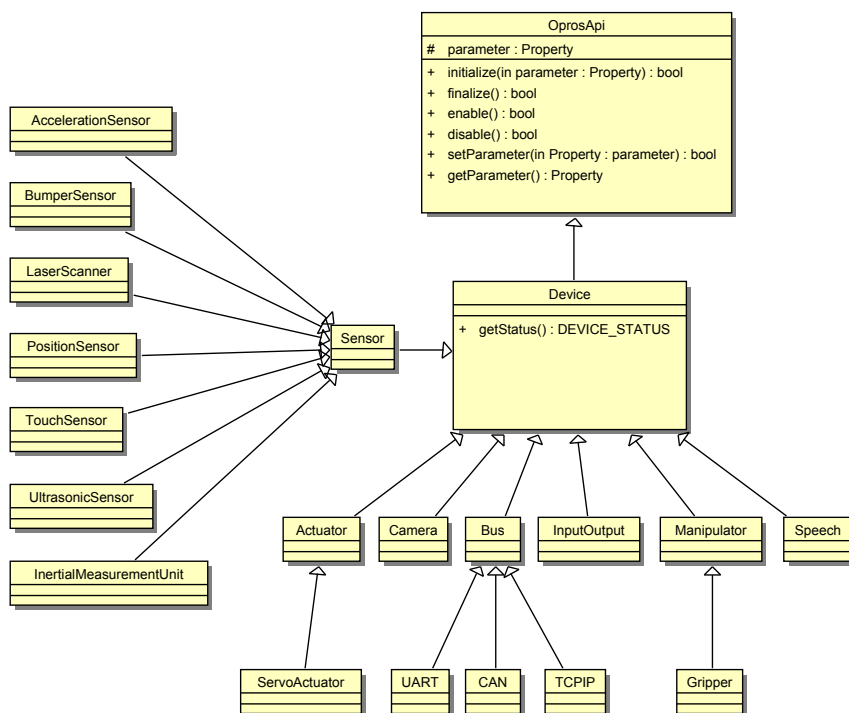 OprosApi
# parameter : Property
+ initialize(in parameter : Property) : bool
+ finalize() : bool
+ enable() : bool
+ disable() : bool
+ setParameter(in Property : parameter) : bool
+ getParameter() : Property
AccelerationSensor
BumperSensor
LaserScanner
PositionSensor
TouchSensor
UltrasonicSensor
InertialMeasurementUnit
Sensor
Device
+ getStatus() : DEVICE_STATUS
Actuator
Camera
Bus
InputOutput
Manipulator
Speech
ServoActuator
UART
CAN
TCPIP
Gripper